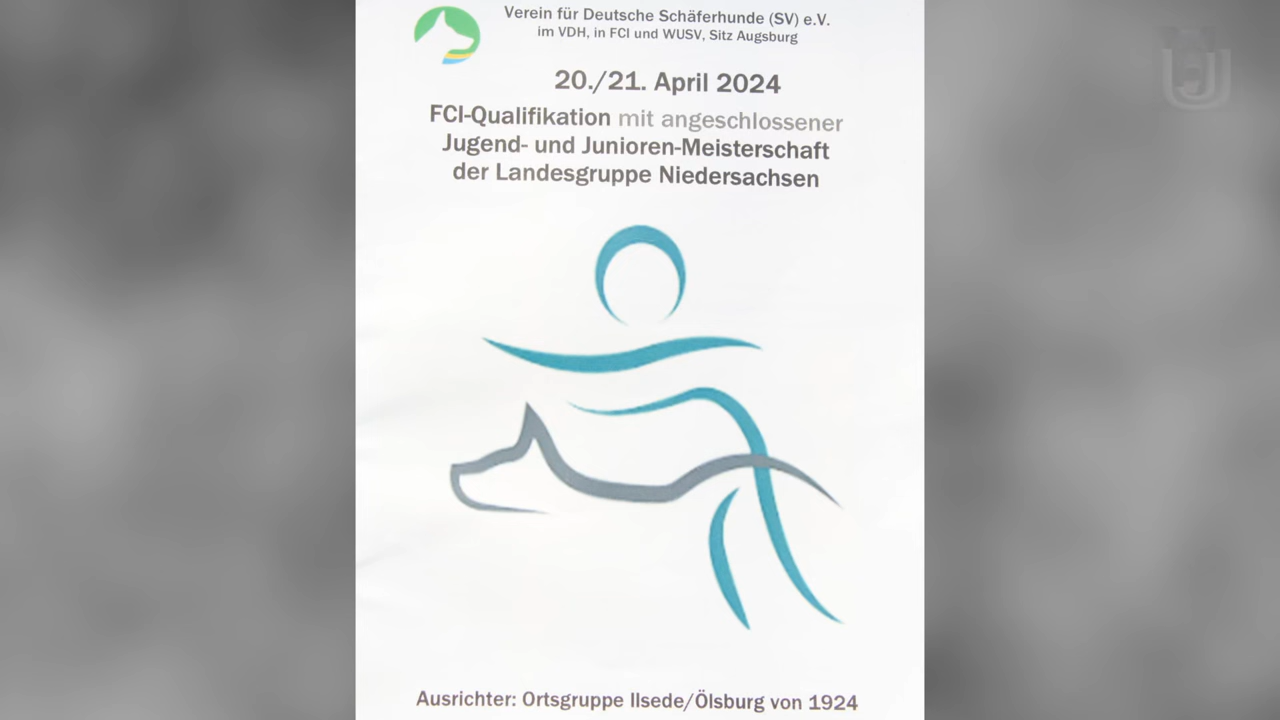 Verein für Deutsche Schäferhunde (SV) e.V.
im VDH, in FCI und WUSV, Sitz Augsburg
20./21. April 2024
FCI-Qualifikation mit angeschlossener
Jugend- und Junioren-Meisterschaft
der Landesgruppe Niedersachsen
Ausrichter: Ortsgruppe Ilsede/Ölsburg von 1924